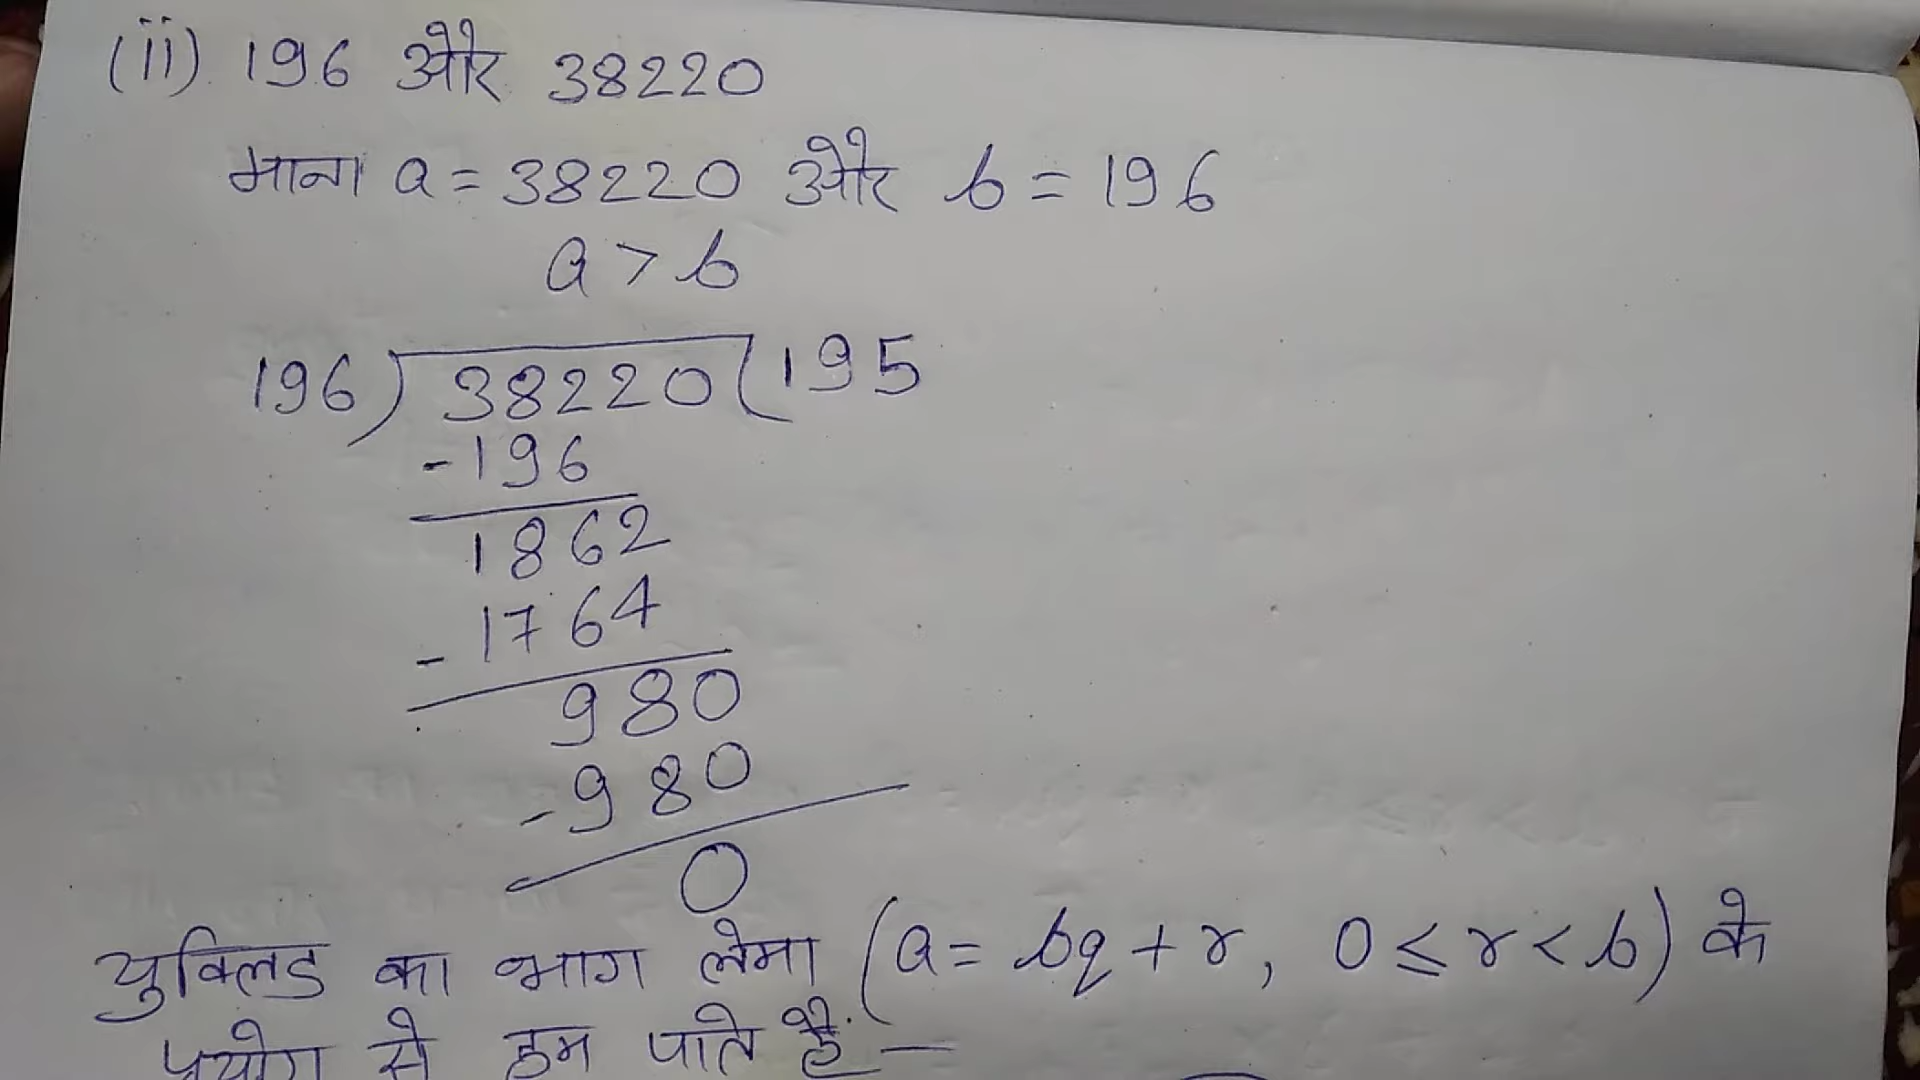 (ii) 196 और 38220
माना a = 38220 और b = 196
a > b
196) 38220 (195
-196
1862
-1764
980
-980
0
युक्लिड का भाग लेमा (a = bq + r, 0 ≤ r < b) के
प्रयोग से हम पाते हैं:-